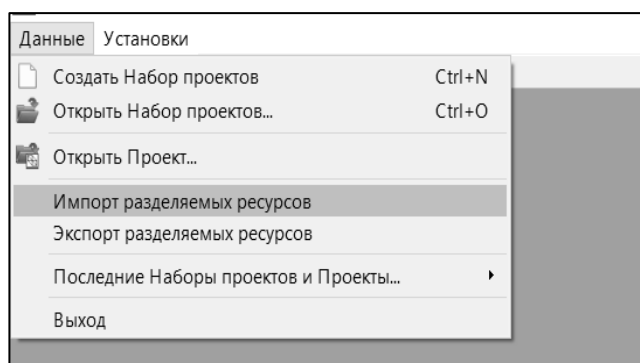 Данные Установки
Создать Набор проектов Ctrl+N
Открыть Набор проектов... Ctrl+O
Открыть Проект...
Импорт разделяемых ресурсов
Экспорт разделяемых ресурсов
Последние Наборы проектов и Проекты...
Выход